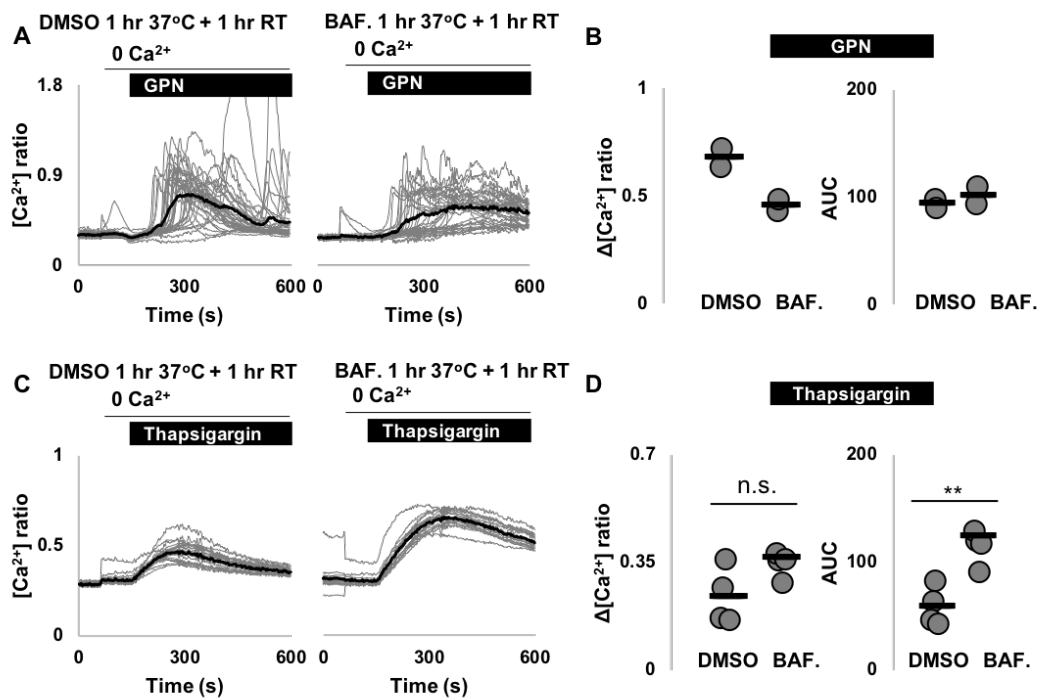 A
DMSO 1 hr 37ºC + 1 hr RT
BAF. 1 hr 37ºC + 1 hr RT
0 Ca²⁺
0 Ca²⁺
GPN
GPN
[Ca²⁺] ratio
1.8
0.9
0
0 300 600
0 300 600
Time (s)
Time (s)
B
GPN
Δ[Ca²⁺] ratio
1
0.5
0
DMSO BAF.
AUC
200
100
0
DMSO BAF.
C
DMSO 1 hr 37ºC + 1 hr RT
BAF. 1 hr 37ºC + 1 hr RT
0 Ca²⁺
0 Ca²⁺
Thapsigargin
Thapsigargin
[Ca²⁺] ratio
1
0.5
1
0 300 600
0 300 600
Time (s)
Time (s)
D
Thapsigargin
Δ[Ca²⁺] ratio
0.7
0.35
0
n.s.
DMSO BAF.
AUC
200
100
0
**
DMSO BAF.